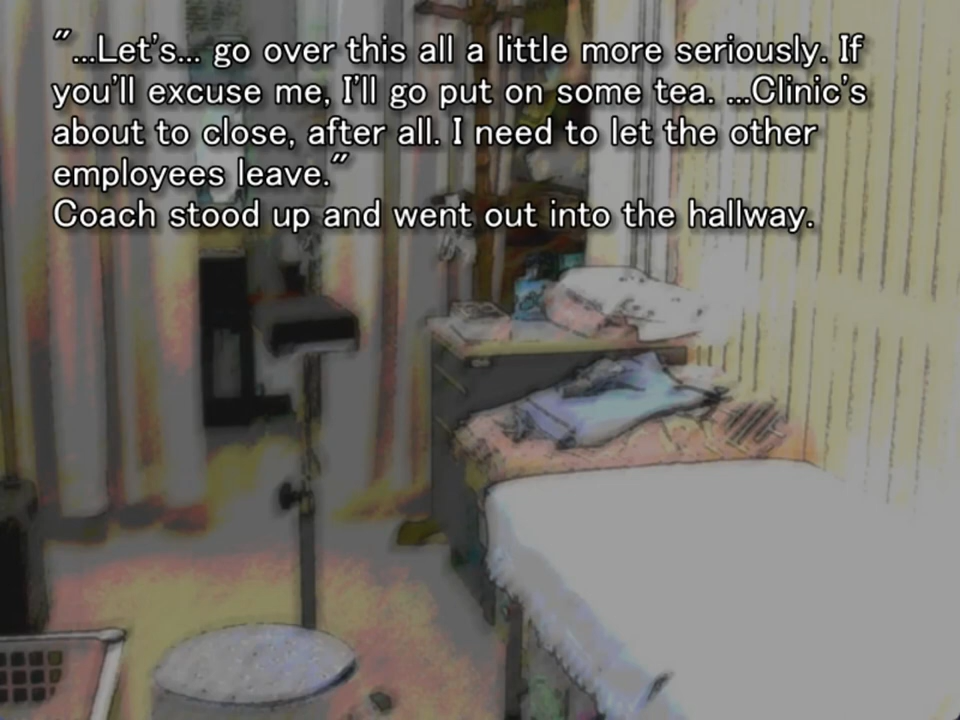 "...Let's... go over this all a little more seriously. If
you'll excuse me, I'll go put on some tea. ...Clinic's
about to close, after all. I need to let the other
employees leave."
Coach stood up and went out into the hallway.